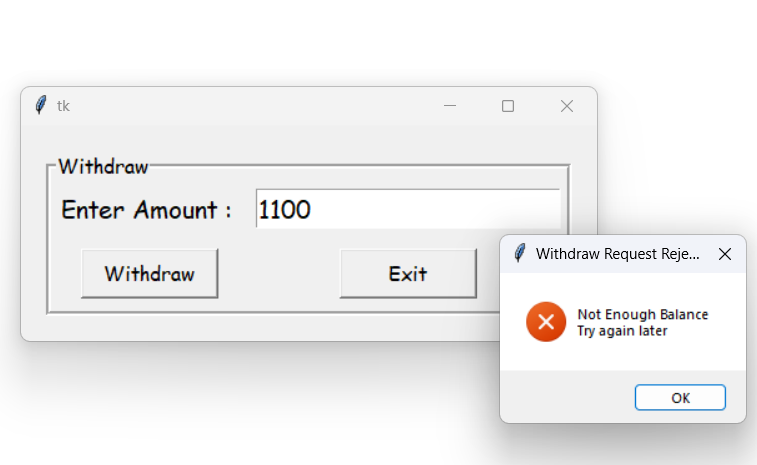 tk
Withdraw
Enter Amount : 1100
Withdraw Exit
Withdraw Request Reje...
Not Enough Balance
Try again later
OK